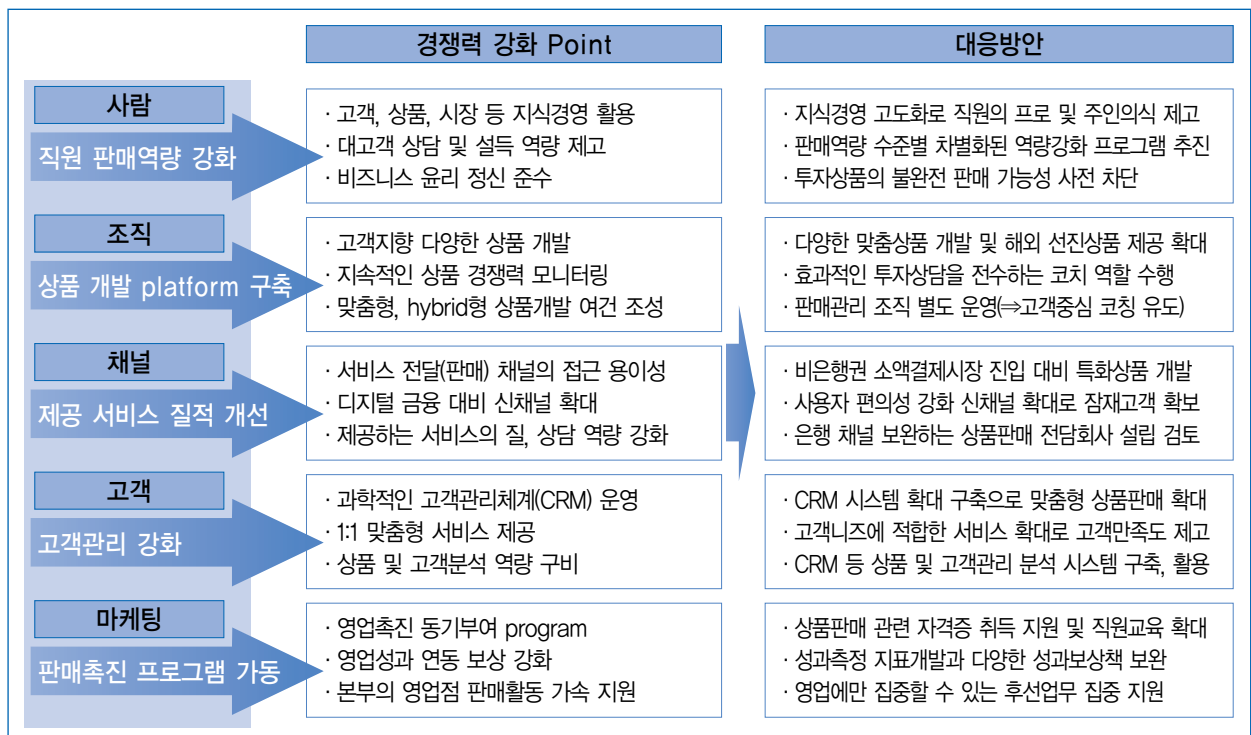 경쟁력 강화 Point
대응방안
사람
직원 판매역량 강화
· 고객, 상품, 시장 등 지식경영 활용
· 대고객 상담 및 설득 역량 제고
· 비즈니스 윤리 정신 준수
· 지식경영 고도화로 직원의 프로 및 주인의식 제고
· 판매역량 수준별 차별화된 역량강화 프로그램 추진
· 투자상품의 불완전 판매 가능성 사전 차단
조직
상품 개발 platform 구축
· 고객지향 다양한 상품 개발
· 지속적인 상품 경쟁력 모니터링
· 맞춤형, hybrid형 상품개발 여건 조성
· 다양한 맞춤상품 개발 및 해외 선진상품 제공 확대
· 효과적인 투자상담을 전수하는 코치 역할 수행
· 판매관리 조직 별도 운영(⇒고객중심 코칭 유도)
채널
제공 서비스 질적 개선
· 서비스 전달(판매) 채널의 접근 용이성
· 디지털 금융 대비 신채널 확대
· 제공하는 서비스의 질, 상담 역량 강화
· 비은행권 소액결제시장 진입 대비 특화상품 개발
· 사용자 편의성 강화 신채널 확대로 잠재고객 확보
· 은행 채널 보완하는 상품판매 전담회사 설립 검토
고객
고객관리 강화
· 과학적인 고객관리체계(CRM) 운영
· 1:1 맞춤형 서비스 제공
· 상품 및 고객분석 역량 구비
· CRM 시스템 확대 구축으로 맞춤형 상품판매 확대
· 고객니즈에 적합한 서비스 확대로 고객만족도 제고
· CRM 등 상품 및 고객관리 분석 시스템 구축, 활용
마케팅
판매촉진 프로그램 가동
· 영업촉진 동기부여 program
· 영업성과 연동 보상 강화
· 본부의 영업점 판매활동 가속 지원
· 상품판매 관련 자격증 취득 지원 및 직원교육 확대
· 성과측정 지표개발과 다양한 성과보상책 보완
· 영업에만 집중할 수 있는 후선업무 집중 지원